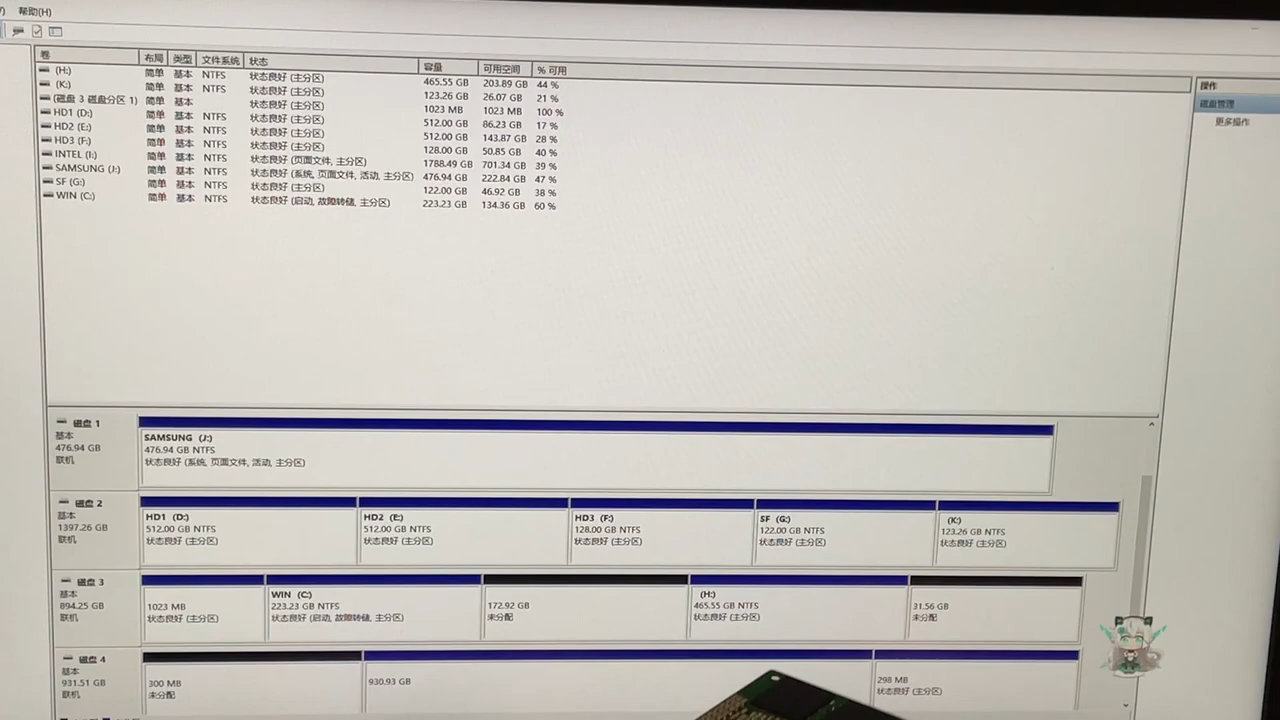 帮助(H)
卷 布局 类型 文件系统 状态 容量 可用空间 % 可用
(H:) 简单 基本 NTFS 状态良好 (主分区) 465.55 GB 203.89 GB 44 %
(K:) 简单 基本 NTFS 状态良好 (主分区) 123.26 GB 26.07 GB 21 %
(磁盘 3 磁盘分区 1) 简单 基本 状态良好 (主分区) 1023 MB 1023 MB 100 %
HD1 (D:) 简单 基本 NTFS 状态良好 (主分区) 512.00 GB 86.23 GB 17 %
HD2 (E:) 简单 基本 NTFS 状态良好 (主分区) 512.00 GB 143.87 GB 28 %
HD3 (F:) 简单 基本 NTFS 状态良好 (主分区) 128.00 GB 50.85 GB 40 %
INTEL (I:) 简单 基本 NTFS 状态良好 (页面文件, 主分区) 1788.49 GB 701.34 GB 39 %
SAMSUNG (J:) 简单 基本 NTFS 状态良好 (系统, 页面文件, 活动, 主分区) 476.94 GB 222.84 GB 47 %
SF (G:) 简单 基本 NTFS 状态良好 (主分区) 122.00 GB 46.92 GB 38 %
WIN (C:) 简单 基本 NTFS 状态良好 (启动, 故障转储, 主分区) 223.23 GB 134.36 GB 60 %
操作
磁盘管理
更多操作
磁盘 1
基本
476.94 GB
联机
SAMSUNG (J:)
476.94 GB NTFS
状态良好 (系统, 页面文件, 活动, 主分区)
磁盘 2
基本
1397.26 GB
联机
HD1 (D:)
512.00 GB NTFS
状态良好 (主分区)
HD2 (E:)
512.00 GB NTFS
状态良好 (主分区)
HD3 (F:)
128.00 GB NTFS
状态良好 (主分区)
SF (G:)
122.00 GB NTFS
状态良好 (主分区)
(K:)
123.26 GB NTFS
状态良好 (主分区)
磁盘 3
基本
894.25 GB
联机
1023 MB
状态良好 (主分区)
WIN (C:)
223.23 GB NTFS
状态良好 (启动, 故障转储, 主分区)
172.92 GB
未分配
(H:)
465.55 GB NTFS
状态良好 (主分区)
31.56 GB
未分配
磁盘 4
基本
931.51 GB
联机
300 MB
未分配
930.93 GB
298 MB
状态良好 (主分区)